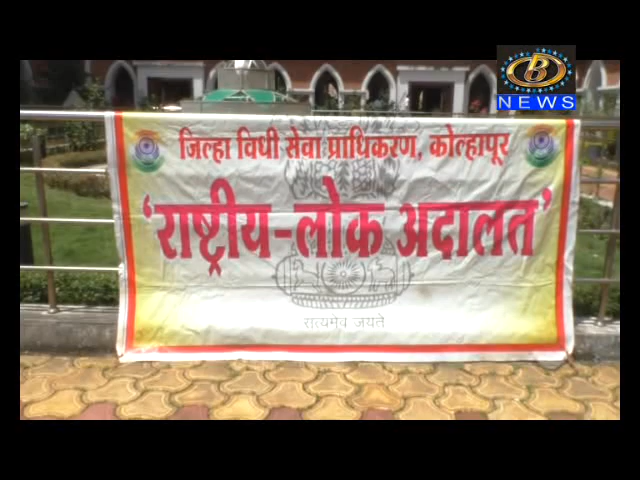 B
NEWS
जिल्हा विधी सेवा प्राधिकरण, कोल्हापूर
'राष्ट्रीय-लोक अदालत'
सत्यमेव जयते